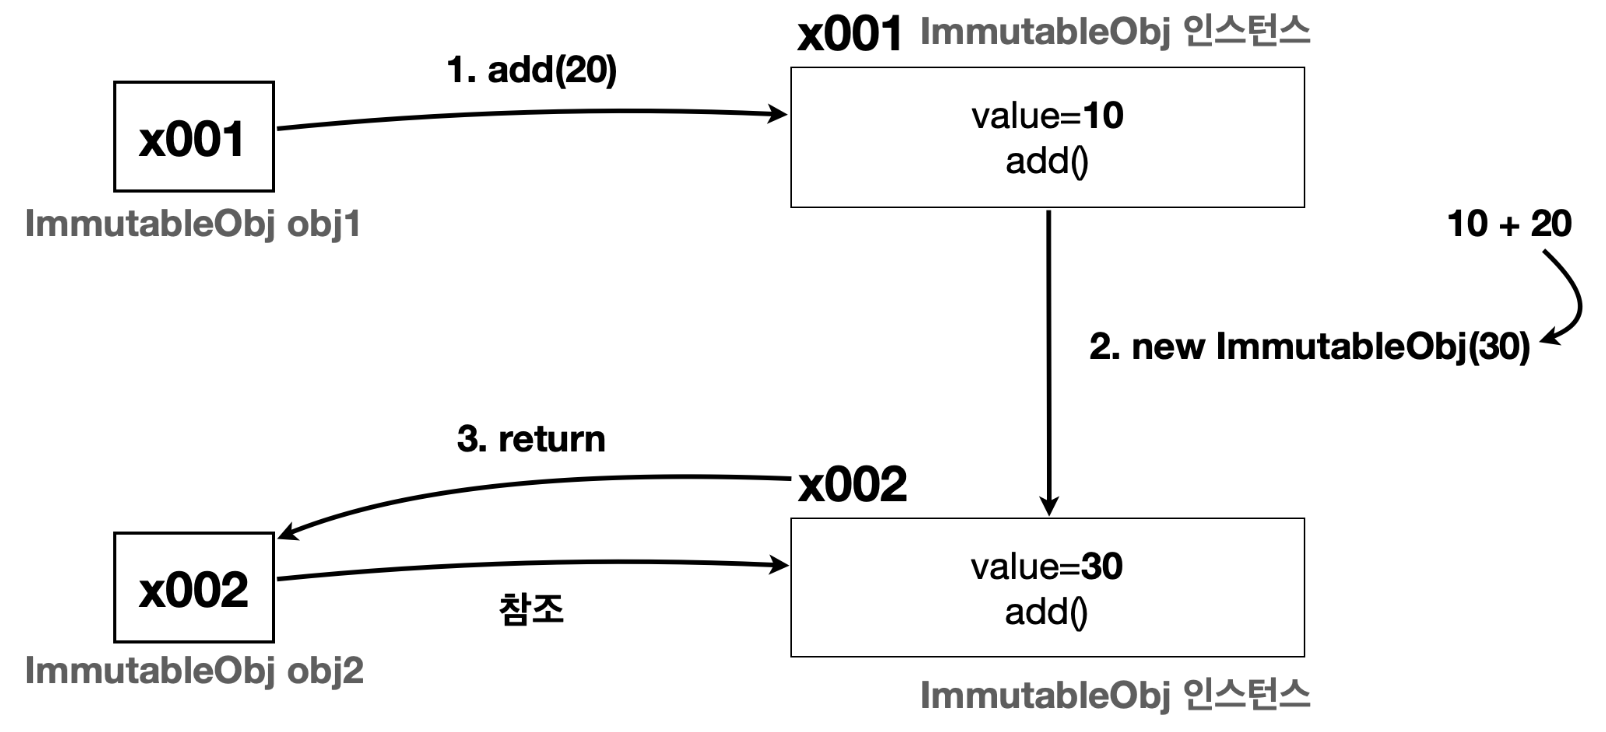 x001 ImmutableObj 인스턴스
1. add(20)
x001
value=10
add()
ImmutableObj obj1
10 + 20
2. new ImmutableObj(30)
3. return
x002
x002
value=30
add()
참조
ImmutableObj obj2
ImmutableObj 인스턴스